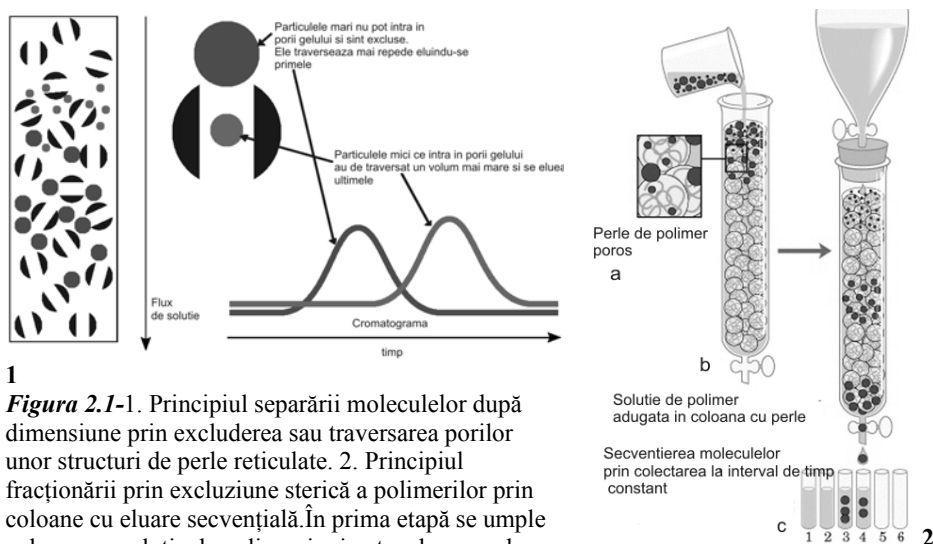 Particulele mari nu pot intra in
porii gelului si sint excluse.
Ele traverseaza mai repede eluindu-se
primele
Particulele mici ce intra in porii gelului
au de traversat un volum mai mare si se eluea
ultimele
Flux
de solutie
Cromatograma
timp
1
Figura 2.1-1. Principiul separării moleculelor după
dimensiune prin excluderea sau traversarea porilor
unor structuri de perle reticulate. 2. Principiul
fracționării prin excluziune sterică a polimerilor prin
coloane cu eluare secvențială.În prima etapă se umple
Perle de polimer
poros
a
b
Solutie de polimer
adugata in coloana cu perle
Secventierea moleculelor
prin colectarea la interval de timp
constant
c
1 2 3 4 5 6
2